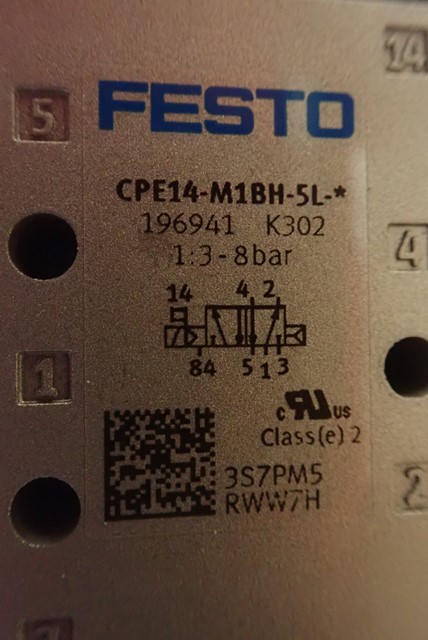 14
5
FESTO
CPE14-M1BH-5L-*
196941 K302
1:3-8bar
4
14 4 2
1
84 5 1 3
c RU US
Class(e) 2
3S7PM5
2
RWW7H